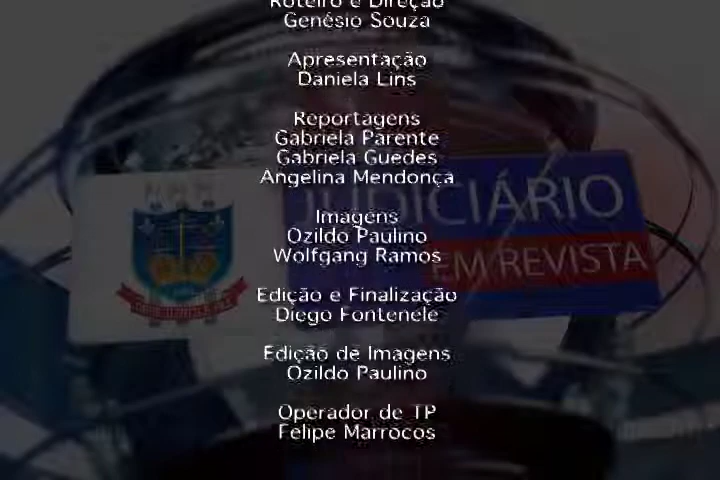 Roteiro e Direção
Genésio Souza
Apresentação
Daniela Lins
Reportagens
Gabriela Parente
Gabriela Guedes
Angelina Mendonça
Imagens
Ozildo Paulino
Wolfgang Ramos
Edição e Finalização
Diego Fontenele
Edição de Imagens
Ozildo Paulino
Operador de TP
Felipe Marrocos
JUDICIÁRIO
EM REVISTA